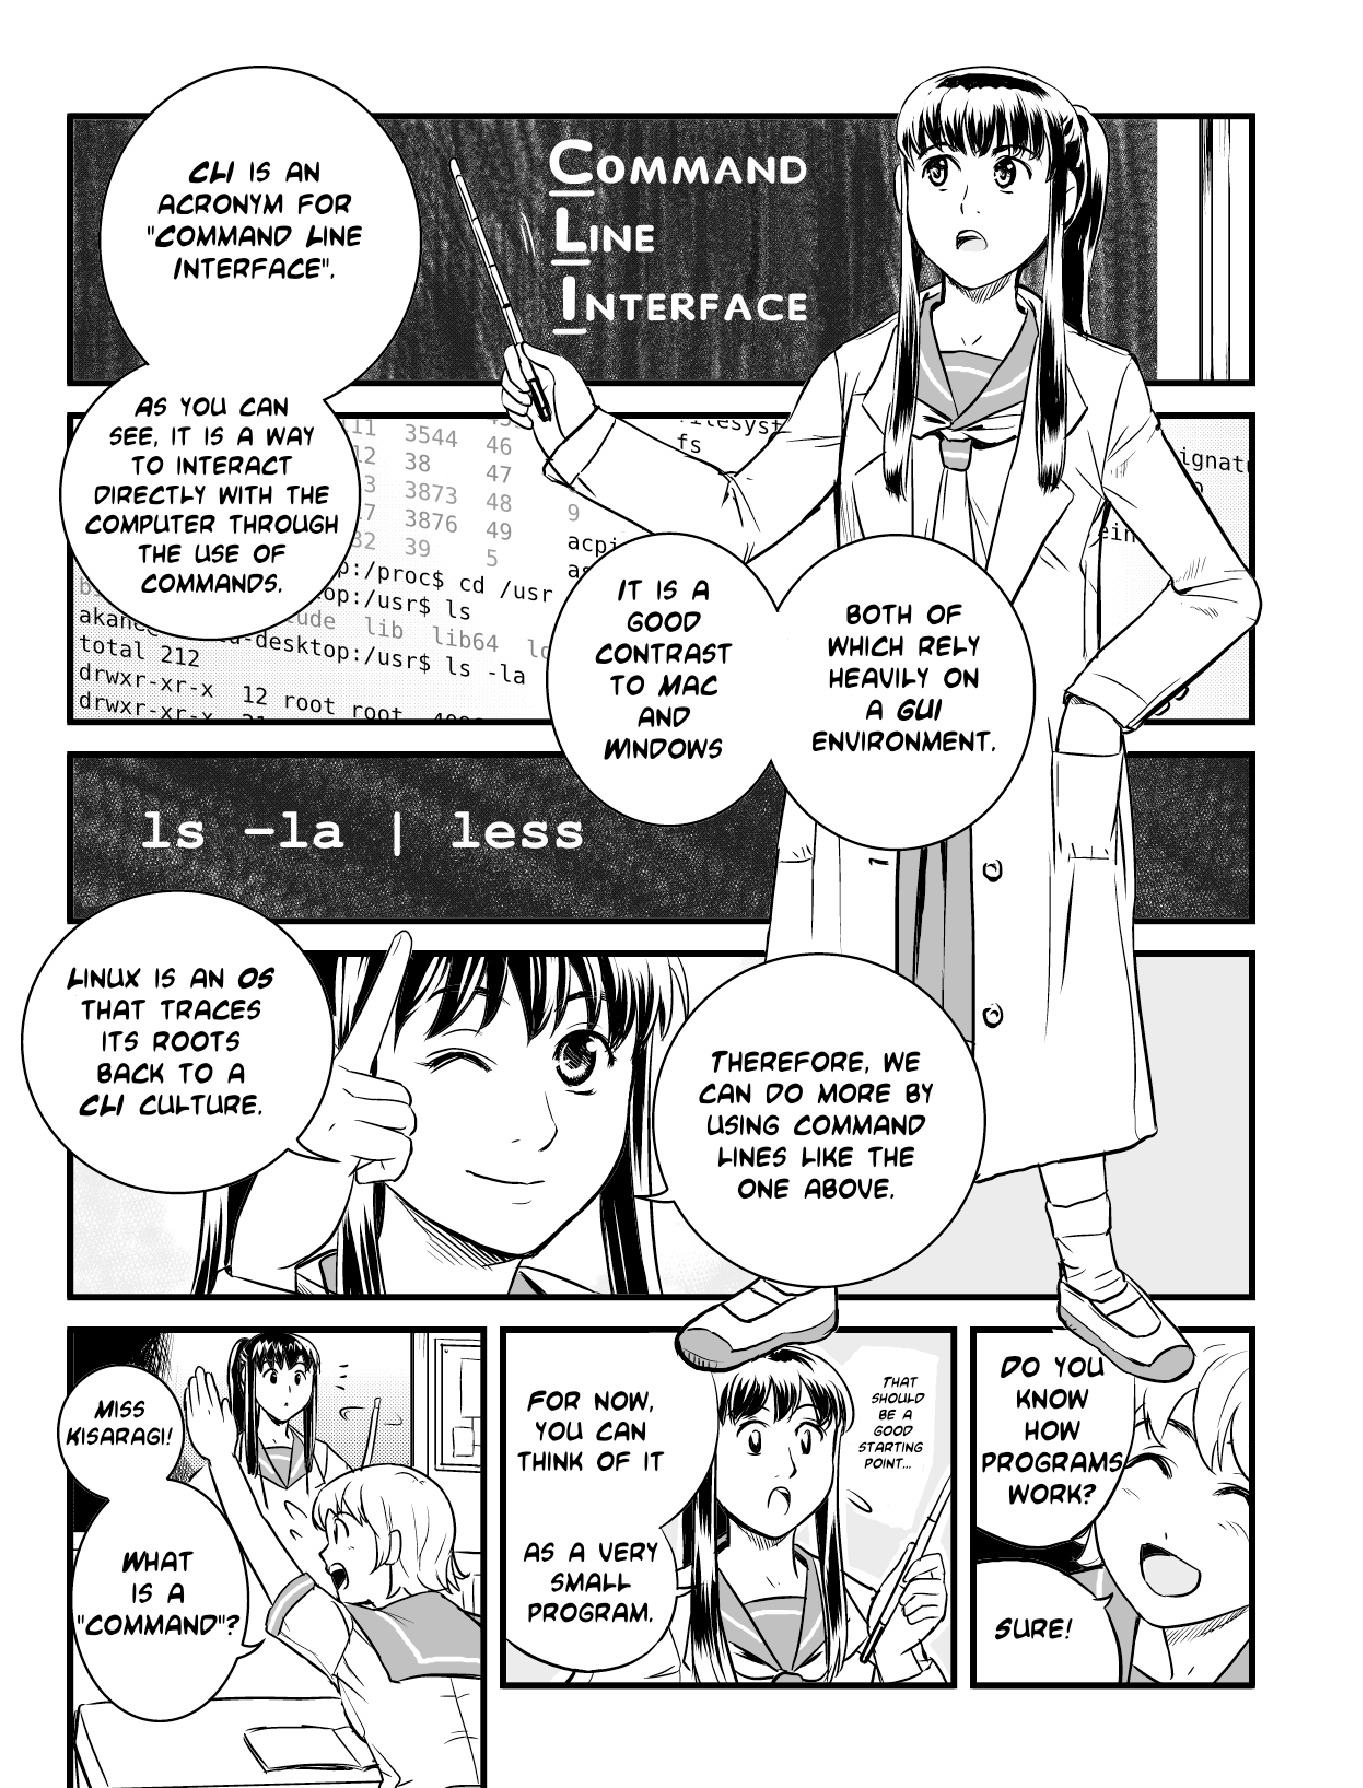 CLI IS AN
ACRONYM FOR
"COMMAND LINE
INTERFACE".
COMMAND
LINE
INTERFACE
AS YOU CAN
SEE, IT IS A WAY
TO INTERACT
DIRECTLY WITH THE
COMPUTER THROUGH
THE USE OF
COMMANDS.
3544 46
38 47
3873 48
3876 49 9
39 5 acpi
:/proc$ cd /usr
:/usr$ ls
lib lib64
-desktop:/usr$ ls -la
total 212
drwxr-xr-x 12 root root
drwxr-xr-x
fs
IT IS A
GOOD
CONTRAST
TO MAC
AND
WINDOWS
BOTH OF
WHICH RELY
HEAVILY ON
A GUI
ENVIRONMENT.
ls -la | less
LINUX IS AN OS
THAT TRACES
ITS ROOTS
BACK TO A
CLI CULTURE.
THEREFORE, WE
CAN DO MORE BY
USING COMMAND
LINES LIKE THE
ONE ABOVE.
MISS
KISARAGI!
WHAT
IS A
"COMMAND"?
FOR NOW,
YOU CAN
THINK OF IT
AS A VERY
SMALL
PROGRAM.
THAT
SHOULD
BE A
GOOD
STARTING
POINT...
DO YOU
KNOW
HOW
PROGRAMS
WORK?
SURE!